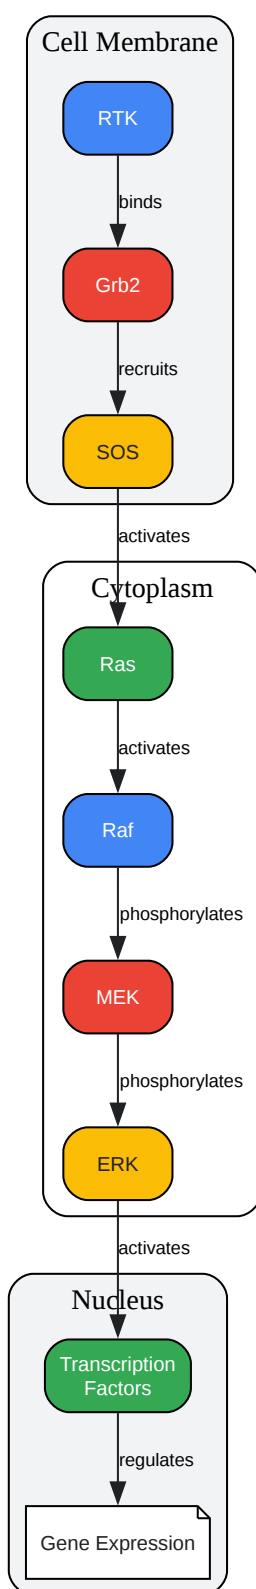 Cell Membrane
RTK
binds
Grb2
recruits
SOS
activates
Cytoplasm
Ras
activates
Raf
phosphorylates
MEK
phosphorylates
ERK
activates
Nucleus
Transcription
Factors
regulates
Gene Expression